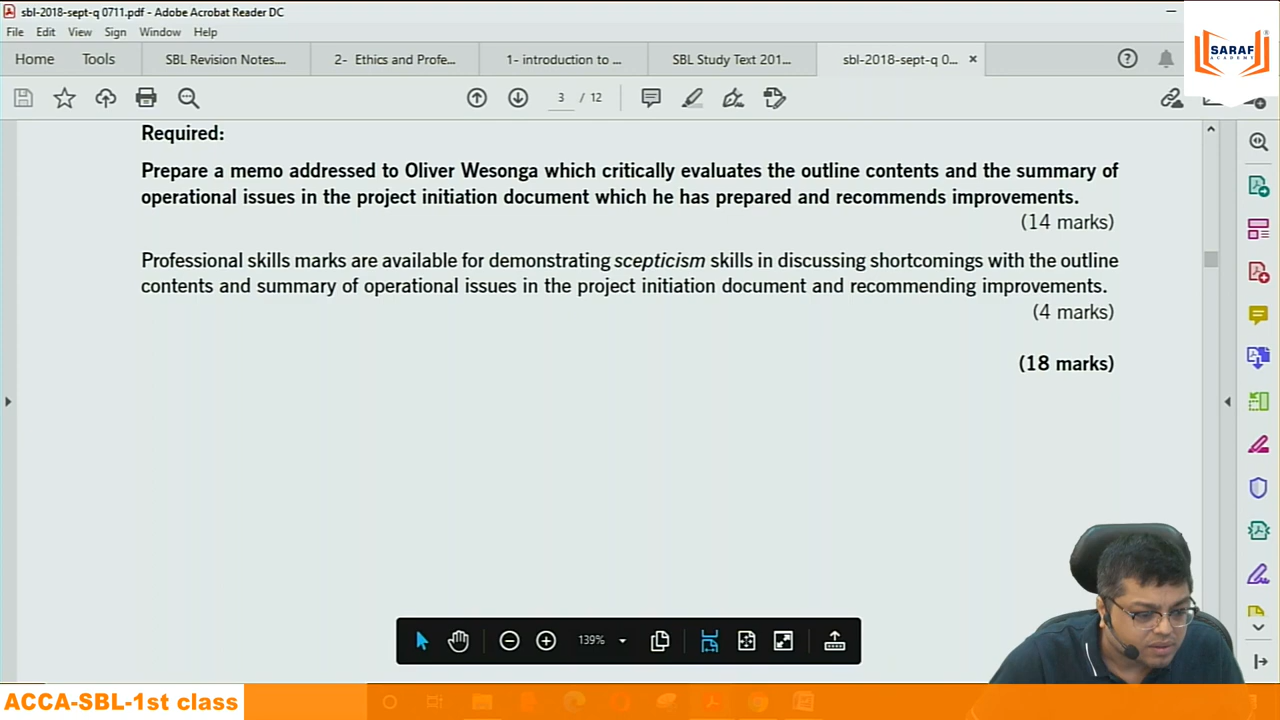 sbl-2018-sept-q 0711.pdf - Adobe Acrobat Reader DC
File Edit View Sign Window Help
Home Tools SBL Revision Notes.... 2- Ethics and Profe... 1- introduction to ... SBL Study Text 201... sbl-2018-sept-q 0... ×
SARAF
ACADEMY
3 / 12
Required:
Prepare a memo addressed to Oliver Wesonga which critically evaluates the outline contents and the summary of
operational issues in the project initiation document which he has prepared and recommends improvements.
(14 marks)
Professional skills marks are available for demonstrating scepticism skills in discussing shortcomings with the outline
contents and summary of operational issues in the project initiation document and recommending improvements.
(4 marks)
(18 marks)
139%
ACCA-SBL-1st class